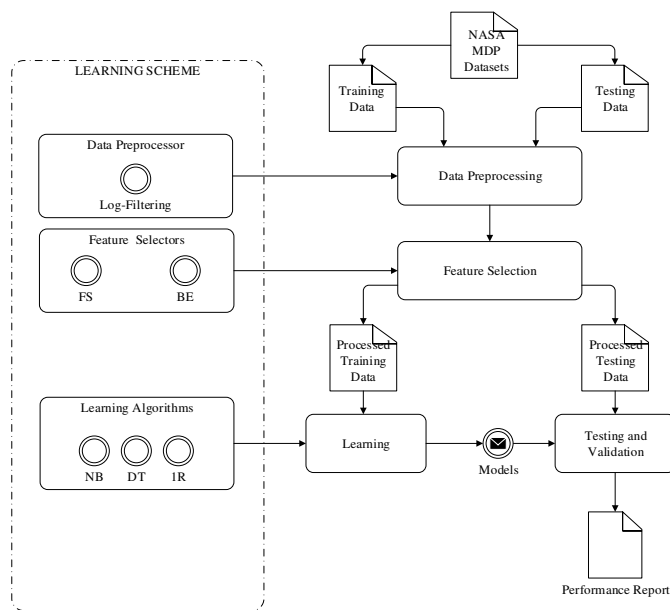 NASA
MDP
Datasets
LEARNING SCHEME
Training
Data
Testing
Data
Data Preprocessor
Log-Filtering
Data Preprocessing
Feature Selectors
FS
BE
Feature Selection
Processed
Training
Data
Processed
Testing
Data
Learning Algorithms
NB
DT
1R
Learning
Models
Testing and
Validation
Performance Report